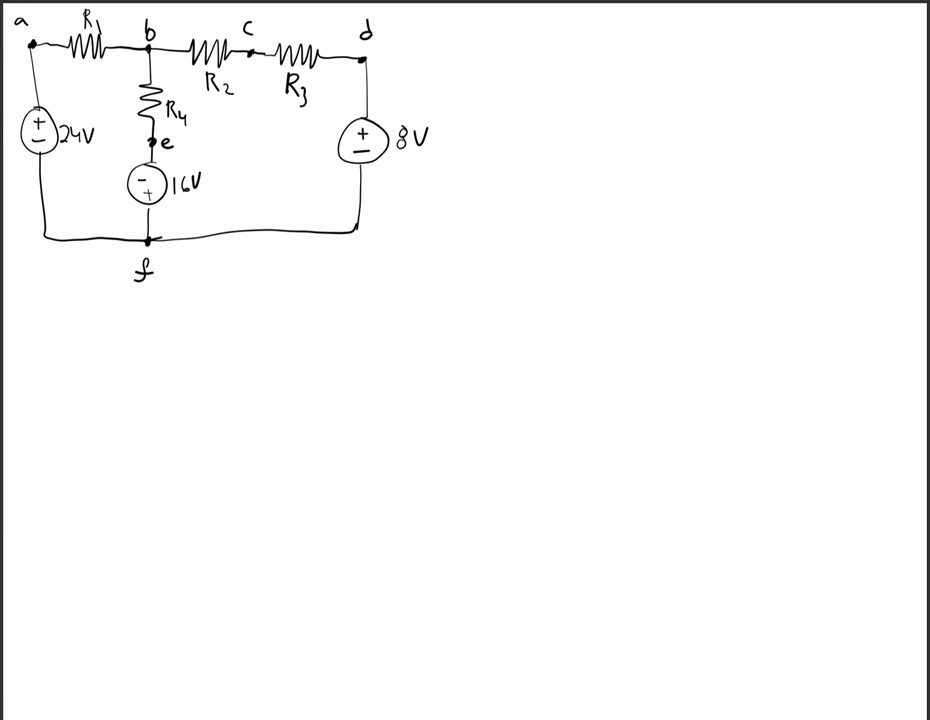 a R1 b c d
R2 R3
R4
+ - 24V e + - 8V
- + 16V
f